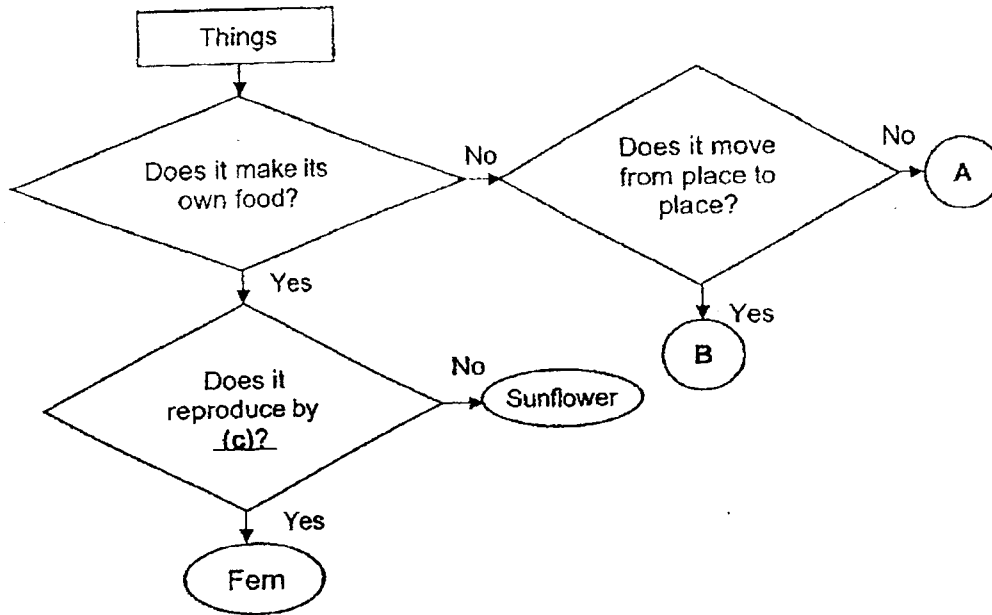 Things
Does it make its
own food?
No
Does it move
from place to
place?
No
A
Yes
Yes
B
Does it
reproduce by
(c)?
No
Sunflower
Yes
Fern